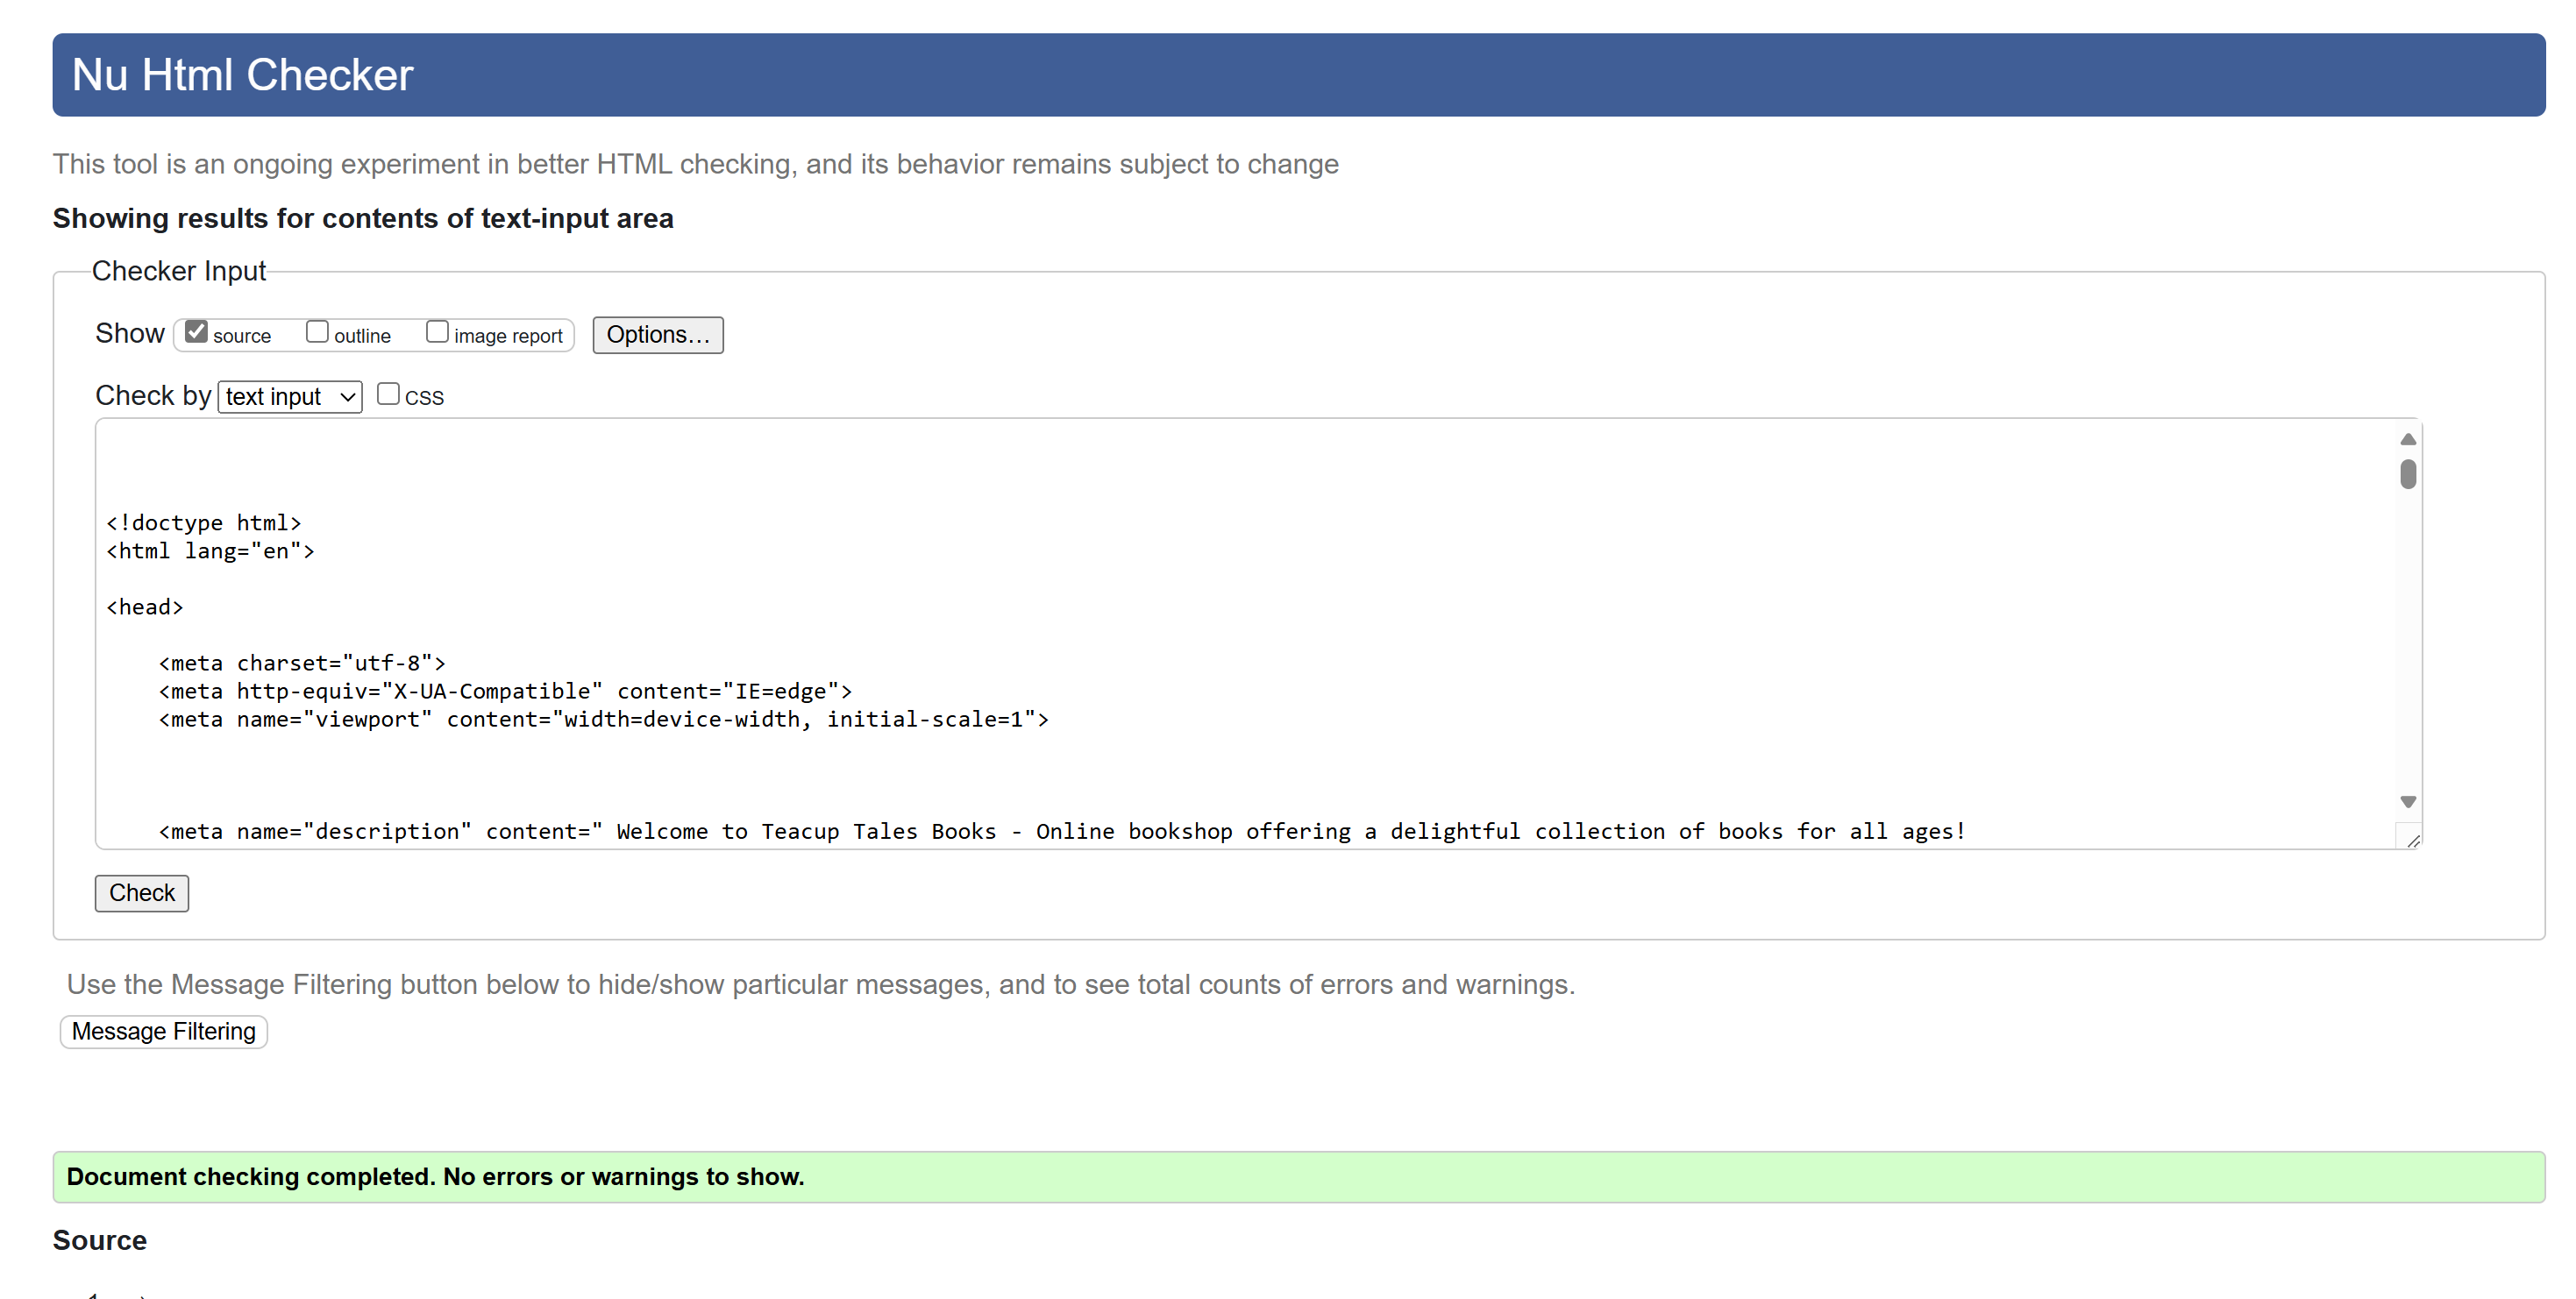 Nu Html Checker
This tool is an ongoing experiment in better HTML checking, and its behavior remains subject to change
Showing results for contents of text-input area
Checker Input
Show source outline image report Options...
Check by text input CSS
<!doctype html>
<html lang="en">
<head>
<meta charset="utf-8">
<meta http-equiv="X-UA-Compatible" content="IE=edge">
<meta name="viewport" content="width=device-width, initial-scale=1">
<meta name="description" content=" Welcome to Teacup Tales Books - Online bookshop offering a delightful collection of books for all ages!
Check
Use the Message Filtering button below to hide/show particular messages, and to see total counts of errors and warnings.
Message Filtering
Document checking completed. No errors or warnings to show.
Source